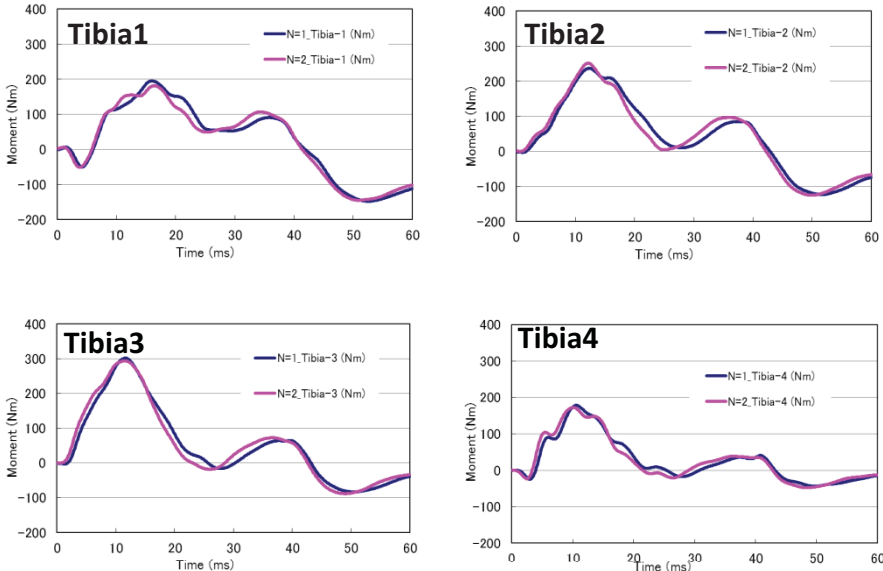 Tibia1
400
300
200
100
0
-100
-200
Moment (Nm)
N=1_Tibia-1 (Nm)
N=2_Tibia-1 (Nm)
0 10 20 30 40 50 60
Time (ms)
Tibia2
400
300
200
100
0
-100
-200
Moment (Nm)
N=1_Tibia-2 (Nm)
N=2_Tibia-2 (Nm)
0 10 20 30 40 50 60
Time (ms)
Tibia3
400
300
200
100
0
-100
-200
Moment (Nm)
N=1_Tibia-3 (Nm)
N=2_Tibia-3 (Nm)
0 10 20 30 40 50 60
Time (ms)
Tibia4
400
300
200
100
0
-100
-200
Moment (Nm)
N=1_Tibia-4 (Nm)
N=2_Tibia-4 (Nm)
0 10 20 30 40 50 60
Time (ms)